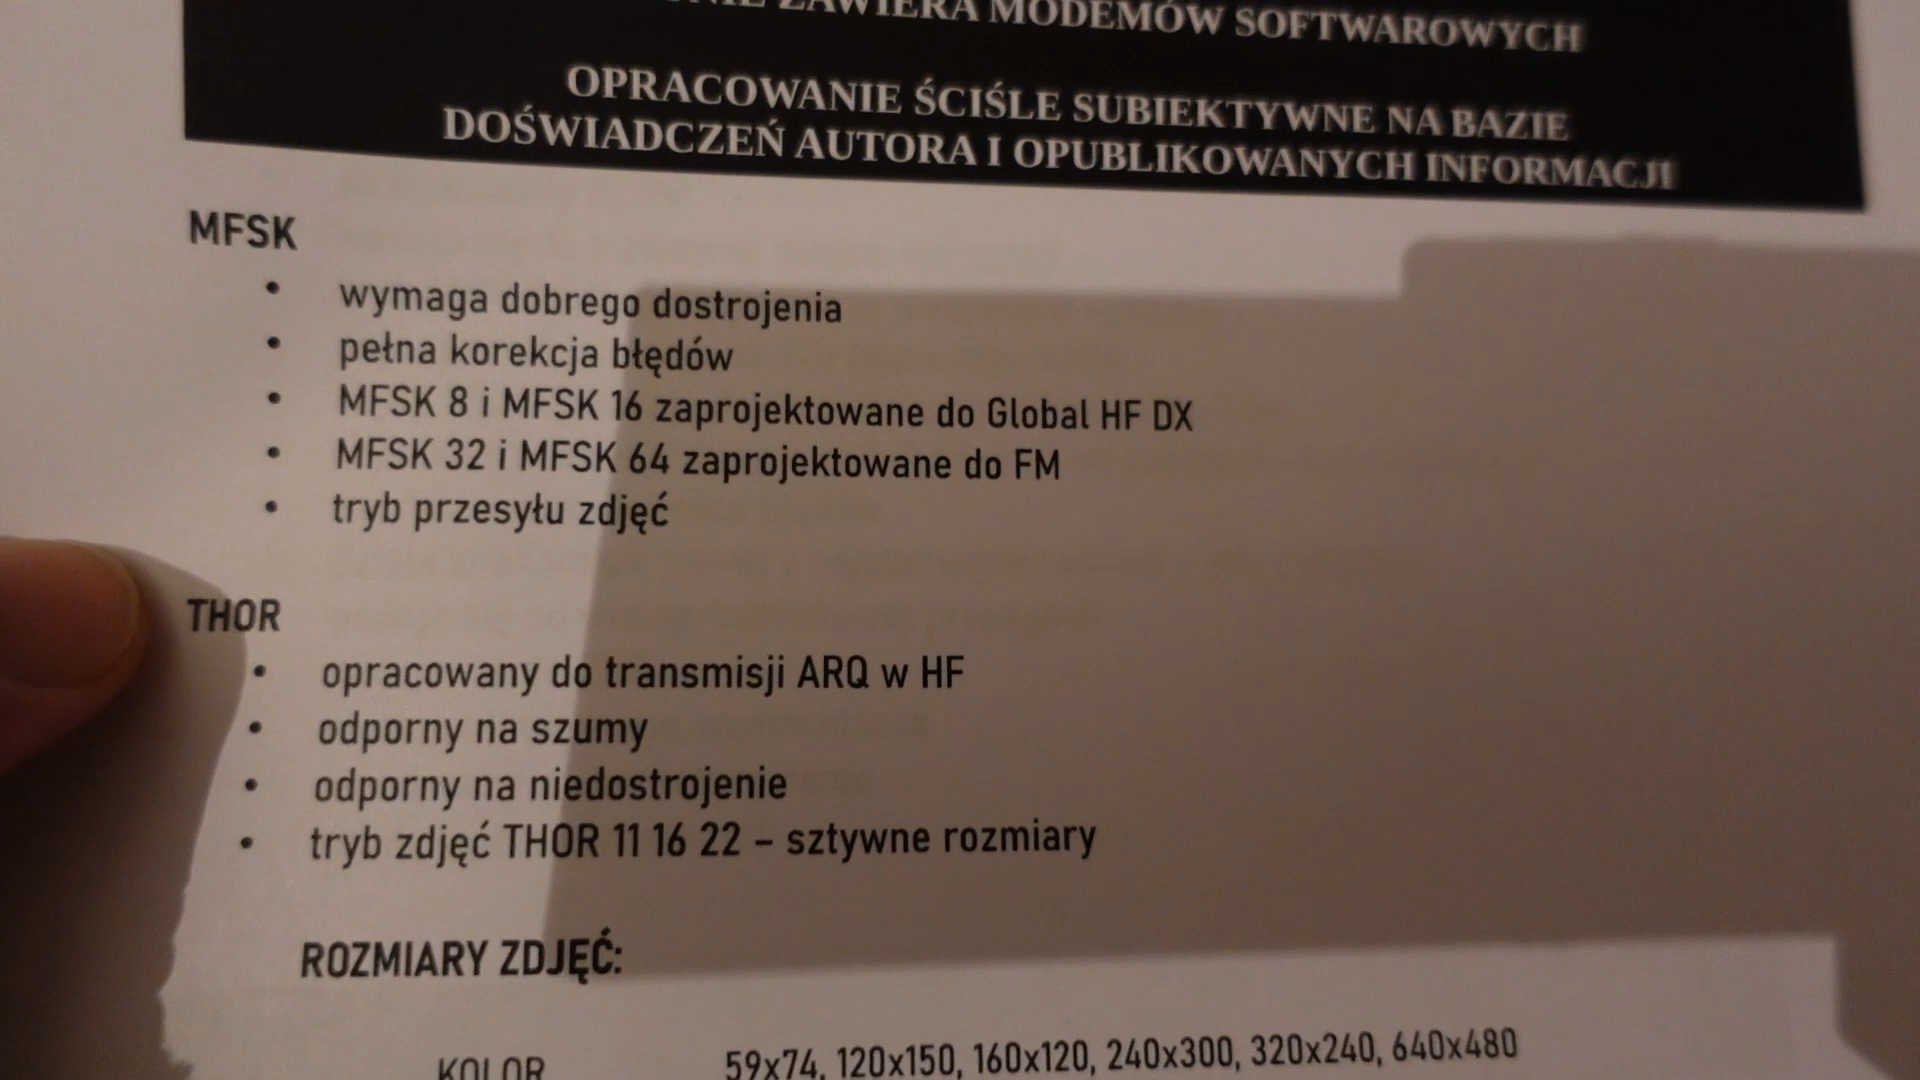 ZAWIERA MODEMÓW SOFTWAROWYCH
OPRACOWANIE ŚCIŚLE SUBIEKTYWNE NA BAZIE
DOŚWIADCZEŃ AUTORA I OPUBLIKOWANYCH INFORMACJI
MFSK
• wymaga dobrego dostrojenia
• pełna korekcja błędów
• MFSK 8 i MFSK 16 zaprojektowane do Global HF DX
• MFSK 32 i MFSK 64 zaprojektowane do FM
• tryb przesyłu zdjęć
THOR
• opracowany do transmisji ARQ w HF
• odporny na szumy
• odporny na niedostrojenie
• tryb zdjęć THOR 11 16 22 – sztywne rozmiary
ROZMIARY ZDJĘĆ:
KOLOR 59x74, 120x150, 160x120, 240x300, 320x240, 640x480